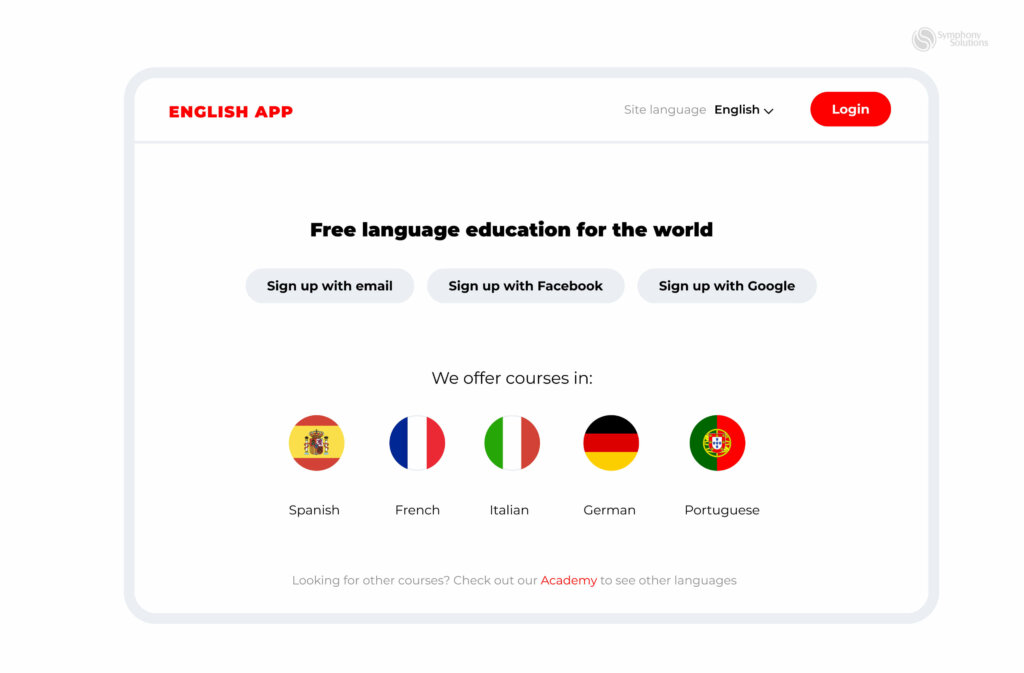 Symphony
Solutions
ENGLISH APP
Site language English
Login
Free language education for the world
Sign up with email
Sign up with Facebook
Sign up with Google
We offer courses in:
Spanish
French
Italian
German
Portuguese
Looking for other courses? Check out our Academy to see other languages